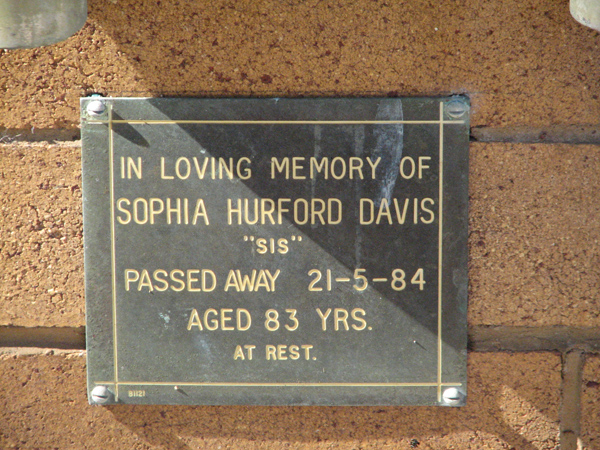 IN LOVING MEMORY OF
SOPHIA HURFORD DAVIS
"SIS"
PASSED AWAY 21-5-84
AGED 83 YRS.
AT REST.